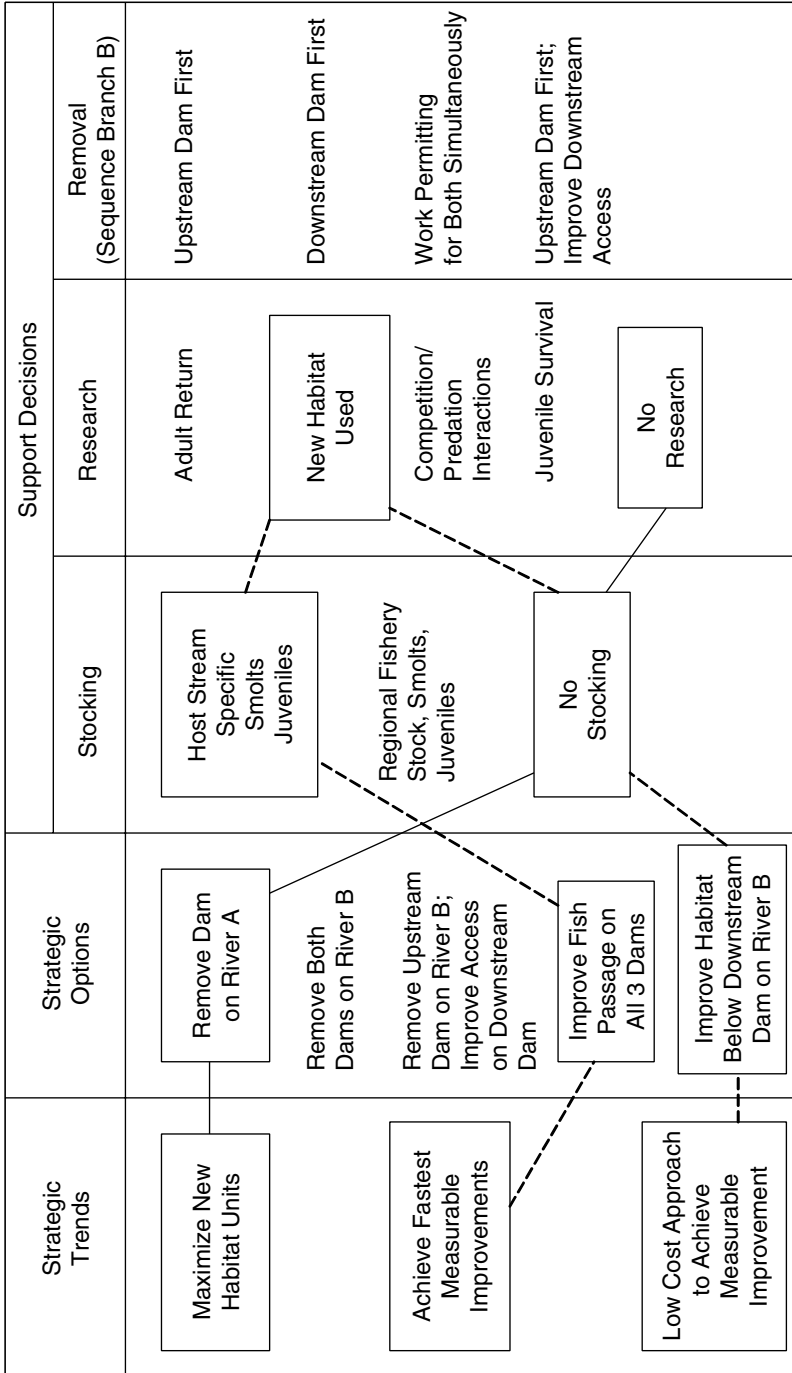 Strategic
Trends
Strategic
Options
Support Decisions
Stocking
Research
Removal
(Sequence Branch B)
Maximize New
Habitat Units
Achieve Fastest
Measurable
Improvements
Low Cost Approach
to Achieve
Measurable
Improvement
Remove Dam
on River A
Remove Both
Dams on River B
Remove Upstream
Dam on River B;
Improve Access
on Downstream
Dam
Improve Fish
Passage on
All 3 Dams
Improve Habitat
Below Downstream
Dam on River B
Host Stream
Specific
Smolts
Juveniles
Regional Fishery
Stock, Smolts,
Juveniles
No
Stocking
Adult Return
New Habitat
Used
Competition/
Predation
Interactions
Juvenile Survival
No
Research
Upstream Dam First
Downstream Dam First
Work Permitting
for Both Simultaneously
Upstream Dam First;
Improve Downstream
Access